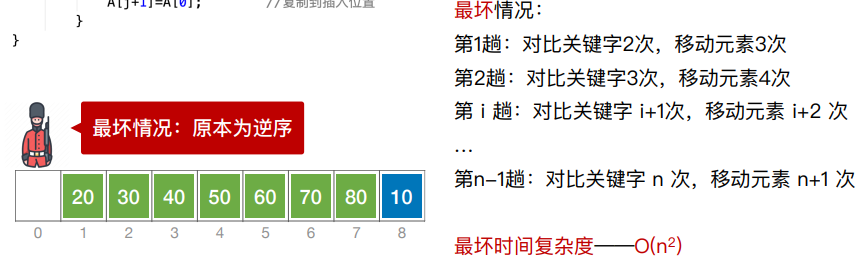 A[j+1]=A[0]; //复制到插入位置
}
}
最坏情况：原本为逆序
20 30 40 50 60 70 80 10
0 1 2 3 4 5 6 7 8
最坏情况：
第1趟：对比关键字2次，移动元素3次
第2趟：对比关键字3次，移动元素4次
第 i 趟：对比关键字 i+1次，移动元素 i+2 次
…
第n-1趟：对比关键字 n 次，移动元素 n+1 次
最坏时间复杂度——O(n²)